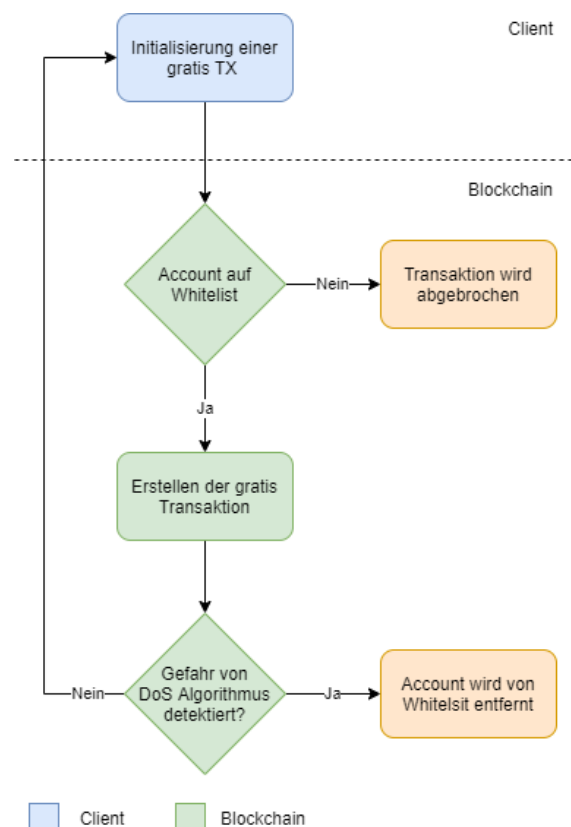 Client
Initialisierung einer
gratis TX
Blockchain
Account auf
Whitelist
Nein
Transaktion wird
abgebrochen
Ja
Erstellen der gratis
Transaktion
Gefahr von
DoS Algorithmus
detektiert?
Nein
Ja
Account wird von
Whitelsit entfernt
Client
Blockchain